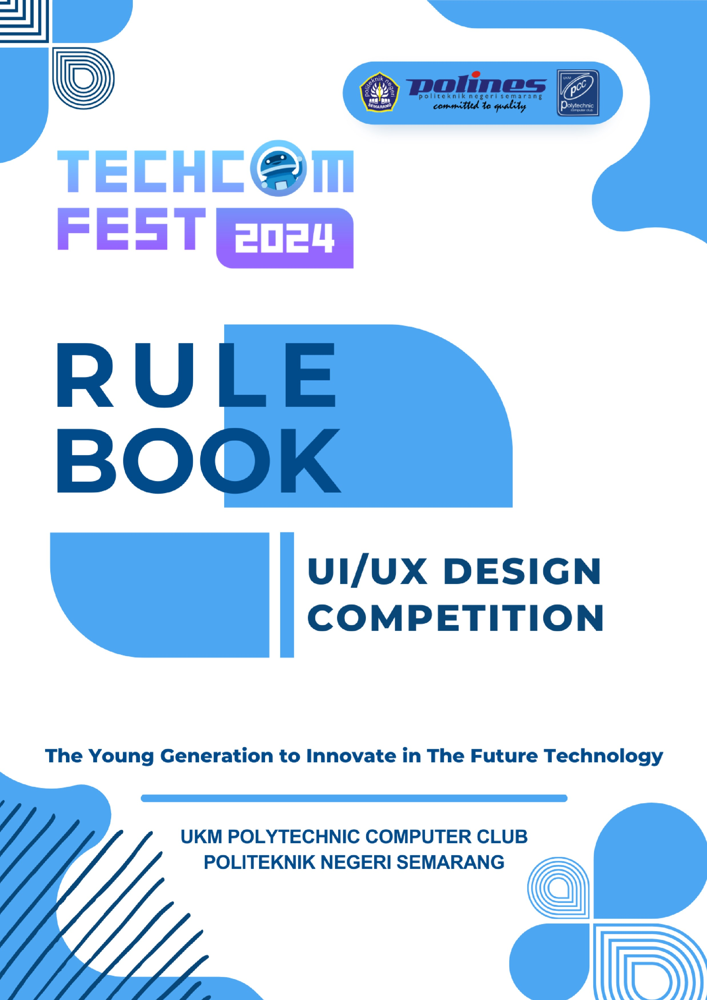 politeknik negeri
SEMARANG
polines
politeknik negeri semarang
committed to quality
UKM
pcc
Polytechnic
computer club
TECHCOM
FEST 2024
RULE
BOOK
UI/UX DESIGN
COMPETITION
The Young Generation to Innovate in The Future Technology
UKM POLYTECHNIC COMPUTER CLUB
POLITEKNIK NEGERI SEMARANG